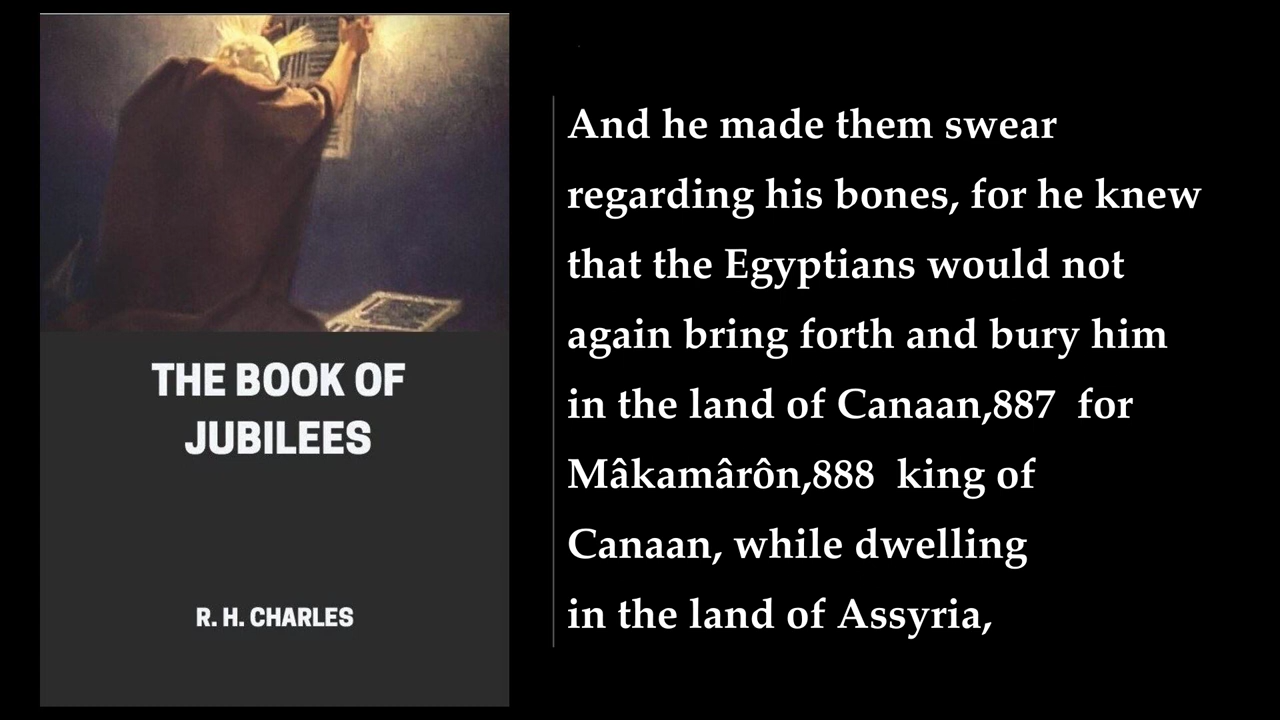 THE BOOK OF
JUBILEES
R. H. CHARLES
And he made them swear
regarding his bones, for he knew
that the Egyptians would not
again bring forth and bury him
in the land of Canaan,887  for
Mâkamârôn,888  king of
Canaan, while dwelling
in the land of Assyria,